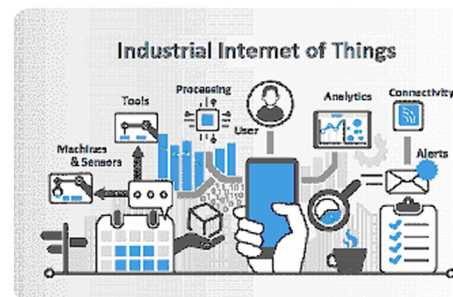 Industrial Internet of Things
Processing
Analytics
Connectivity
Tools
User
Machines
& Sensors
Alerts